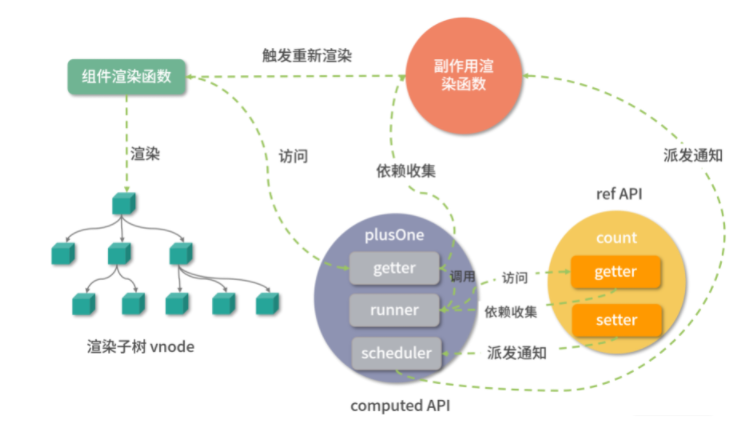 触发重新渲染
组件渲染函数
副作用渲
染函数
渲染
访问
依赖收集
派发通知
ref API
plusOne
count
getter
调用
访问
getter
runner
依赖收集
setter
scheduler
派发通知
渲染子树 vnode
computed API